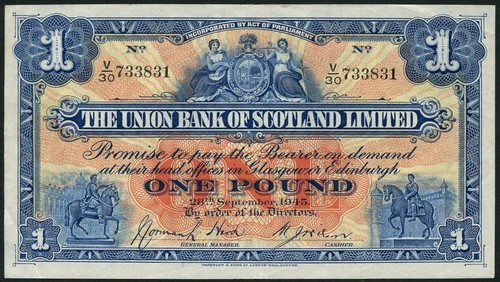 INCORPORATED BY ACT OF PARLIAMENT
1 Nº Nº 1
V/30 733831 V/30 733831
THE UNION BANK OF SCOTLAND LIMITED
Promise to pay the Bearer on demand
at their head offices in Glasgow or Edinburgh
ONE POUND
28th September, 1945.
By order of the Directors.
Norman J. Hird
GENERAL MANAGER. CASHIER.
1 1